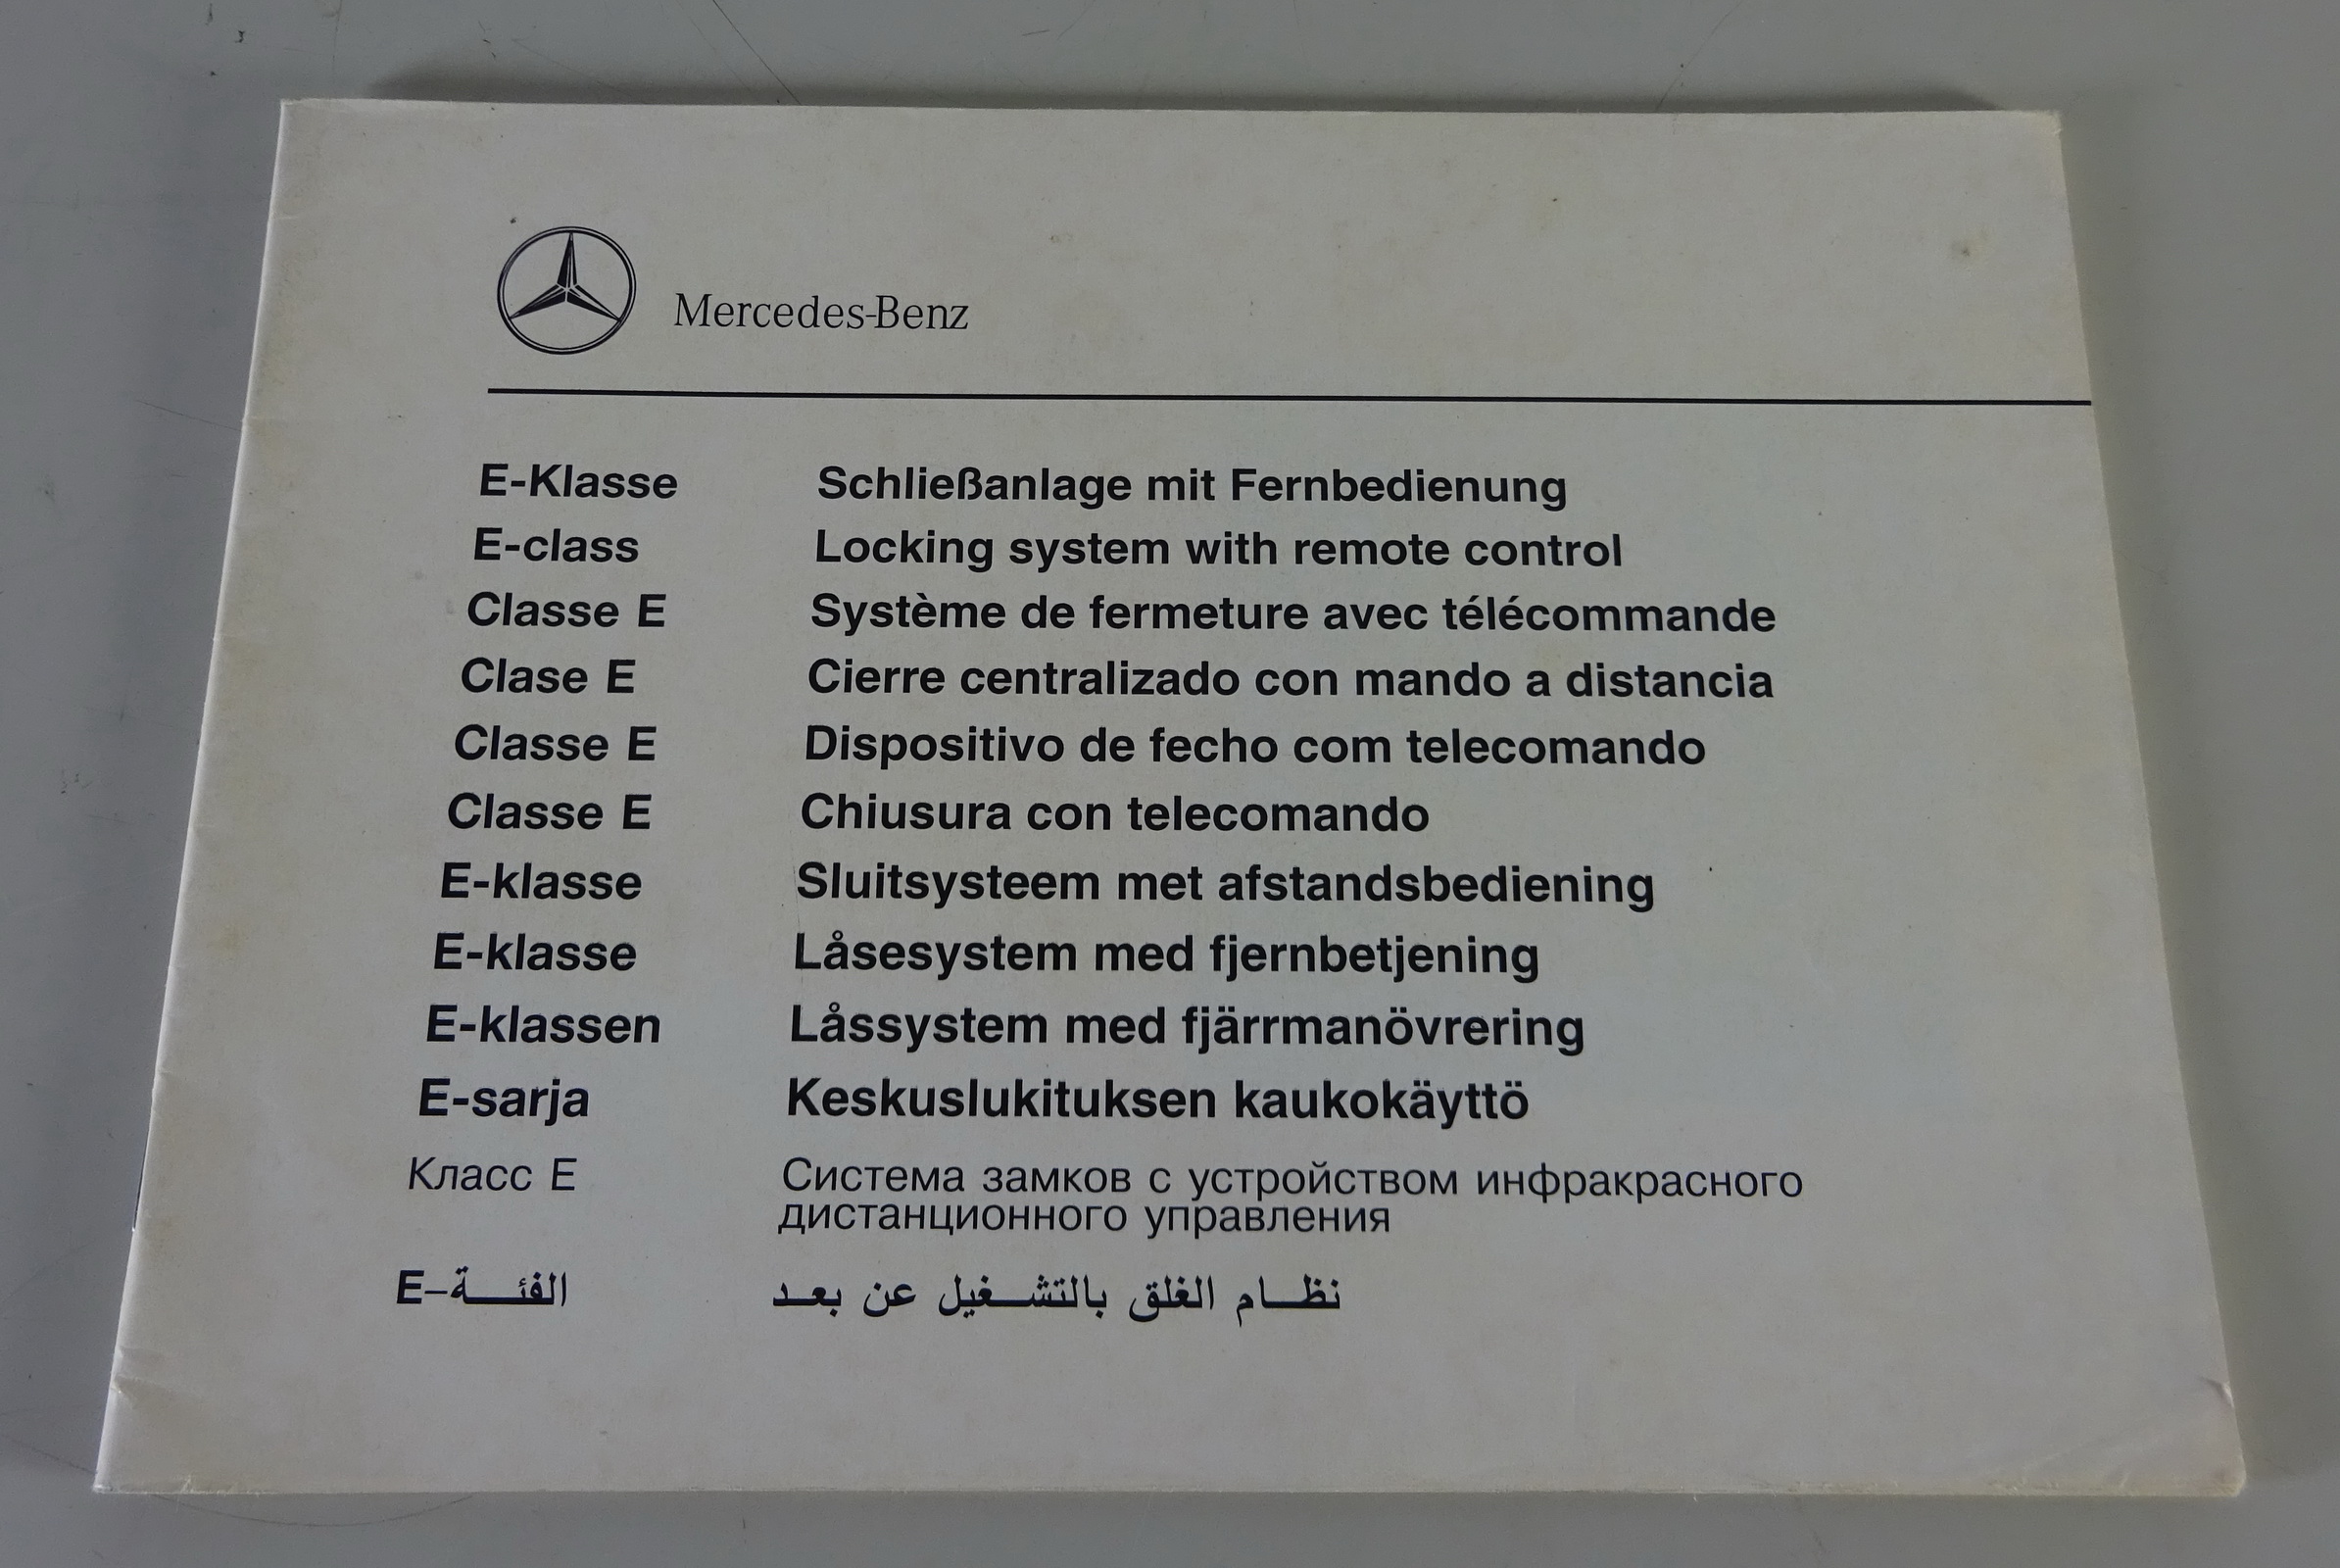 Mercedes-Benz
E-Klasse Schließanlage mit Fernbedienung
E-class Locking system with remote control
Classe E Système de fermeture avec télécommande
Clase E Cierre centralizado con mando a distancia
Classe E Dispositivo de fecho com telecomando
Classe E Chiusura con telecomando
E-klasse Sluitsysteem met afstandsbediening
E-klasse Låsesystem med fjernbetjening
E-klassen Låssystem med fjärrmanövrering
E-sarja Keskuslukituksen kaukokäyttö
Класс E Система замков с устройством инфракрасного
дистанционного управления
الفئة-E نظام الغلق بالتشغيل عن بعد